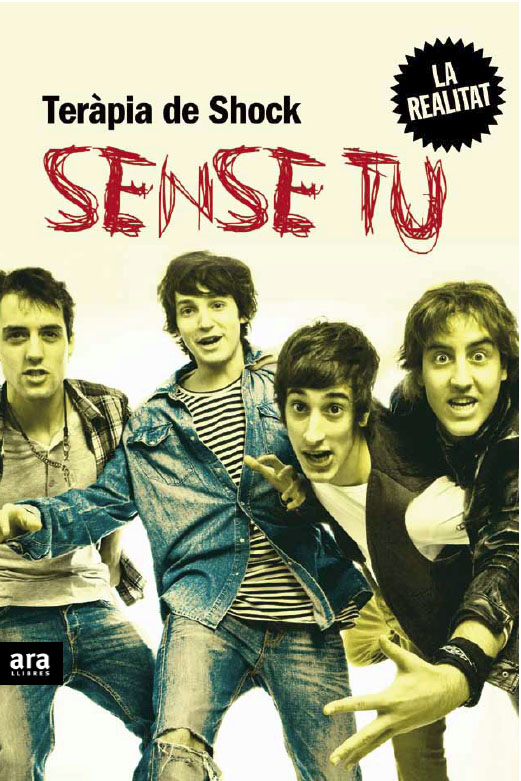 LA
REALITAT
Teràpia de Shock
SENSE TU
ara
LLIBRES